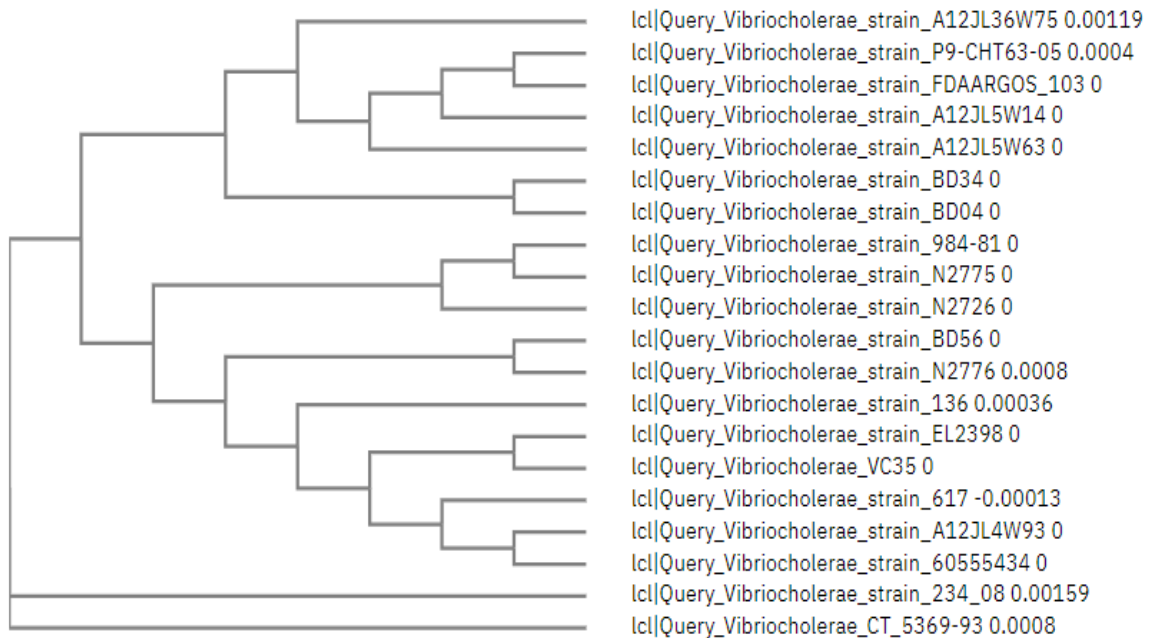 lcl|Query_Vibriocholerae_strain_A12JL36W75 0.00119
lcl|Query_Vibriocholerae_strain_P9-CHT63-05 0.0004
lcl|Query_Vibriocholerae_strain_FDAARGOS_103 0
lcl|Query_Vibriocholerae_strain_A12JL5W14 0
lcl|Query_Vibriocholerae_strain_A12JL5W63 0
lcl|Query_Vibriocholerae_strain_BD34 0
lcl|Query_Vibriocholerae_strain_BD04 0
lcl|Query_Vibriocholerae_strain_984-81 0
lcl|Query_Vibriocholerae_strain_N2775 0
lcl|Query_Vibriocholerae_strain_N2726 0
lcl|Query_Vibriocholerae_strain_BD56 0
lcl|Query_Vibriocholerae_strain_N2776 0.0008
lcl|Query_Vibriocholerae_strain_136 0.00036
lcl|Query_Vibriocholerae_strain_EL2398 0
lcl|Query_Vibriocholerae_VC35 0
lcl|Query_Vibriocholerae_strain_617 -0.00013
lcl|Query_Vibriocholerae_strain_A12JL4W93 0
lcl|Query_Vibriocholerae_strain_60555434 0
lcl|Query_Vibriocholerae_strain_234_08 0.00159
lcl|Query_Vibriocholerae_CT_5369-93 0.0008